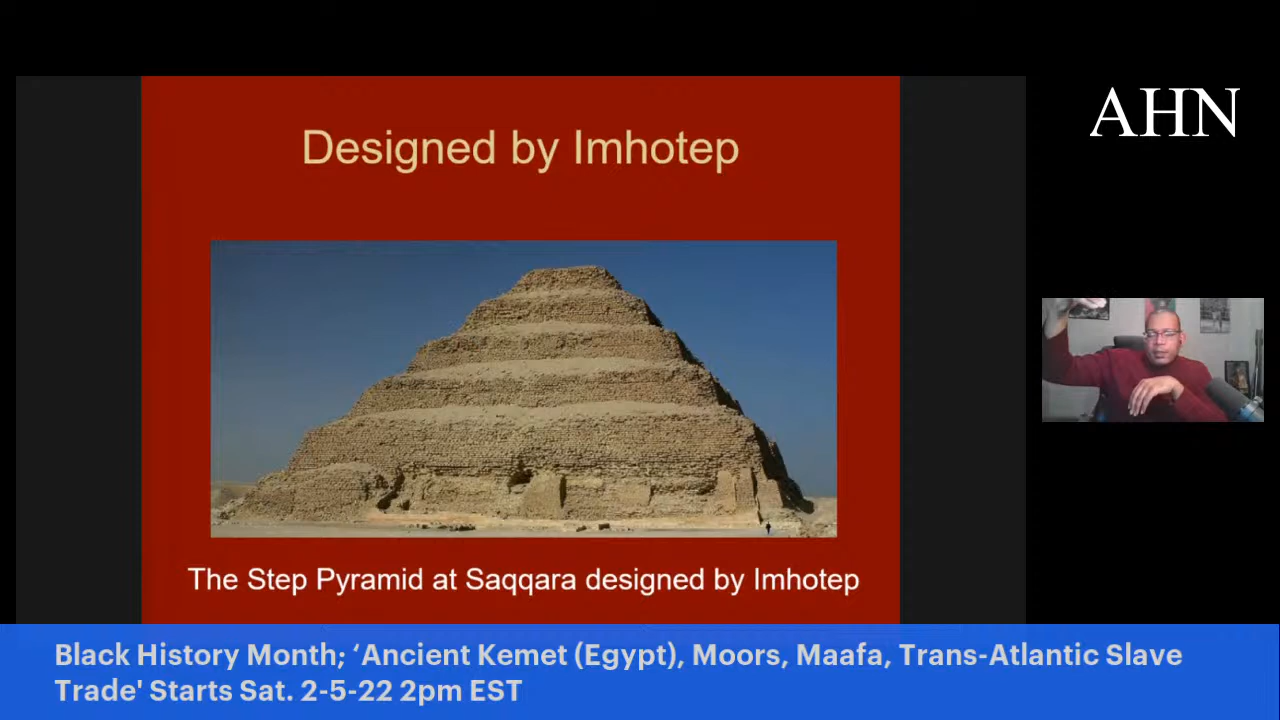 AHN
Designed by Imhotep
The Step Pyramid at Saqqara designed by Imhotep
Black History Month; ‘Ancient Kemet (Egypt), Moors, Maafa, Trans-Atlantic Slave
Trade' Starts Sat. 2-5-22 2pm EST